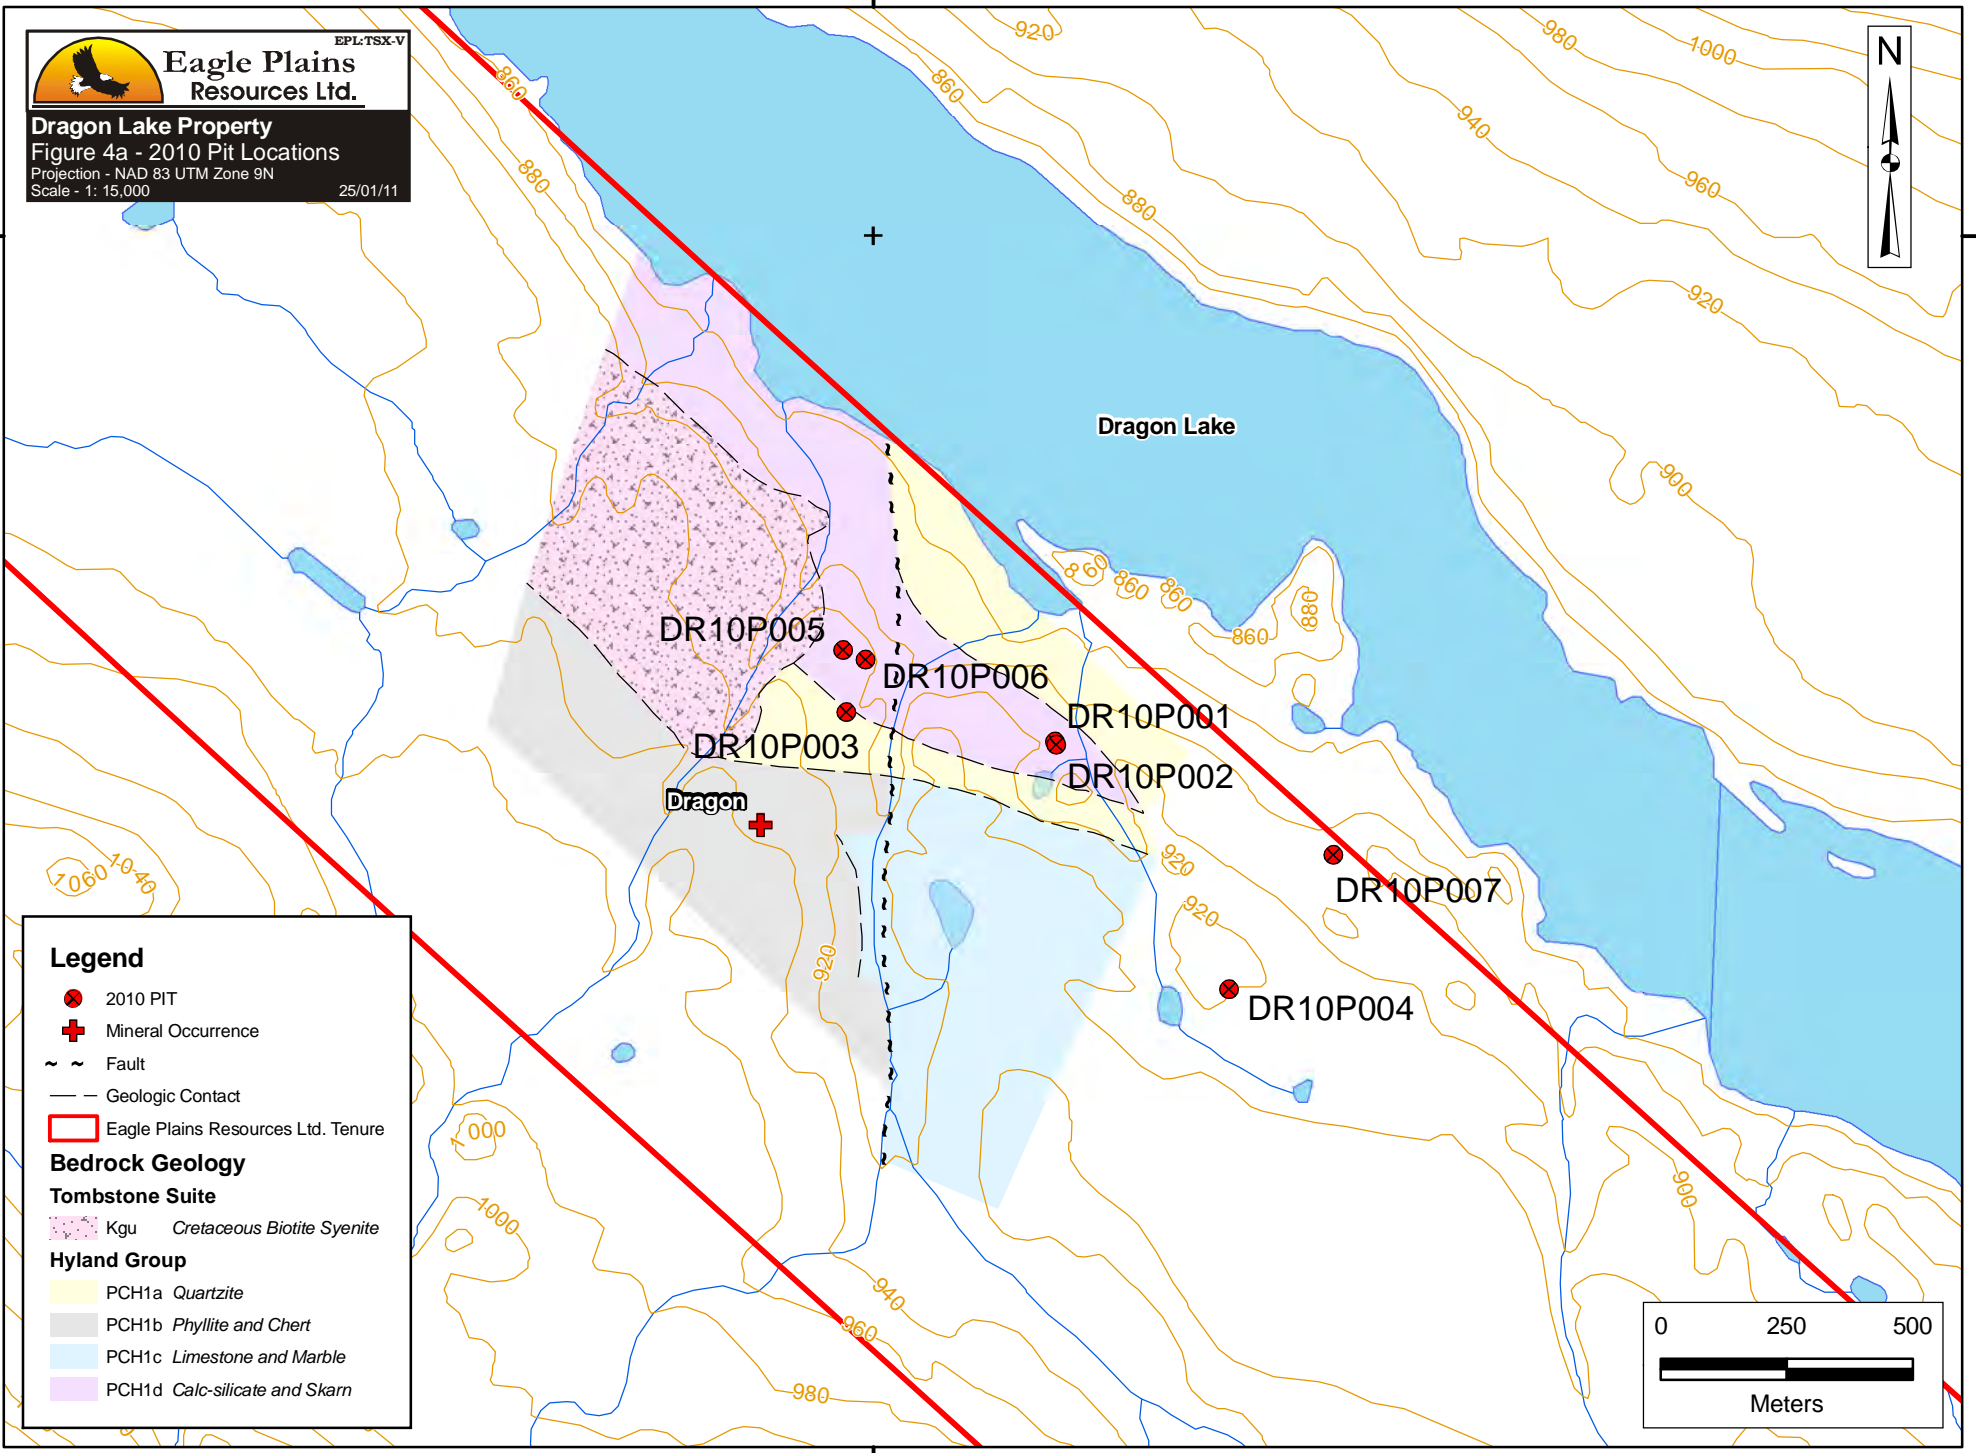 EPL:TSX-V
Eagle Plains
Resources Ltd.
Dragon Lake Property
Figure 4a - 2010 Pit Locations
Projection - NAD 83 UTM Zone 9N
Scale - 1: 15,000 25/01/11
N
920
980
1000
860
860
940
880
880
960
920
Dragon Lake
900
860
860
860
880
860
DR10P005
DR10P006
DR10P001
DR10P003
DR10P002
Dragon
920
1060
1040
DR10P007
920
920
DR10P004
1000
1000
900
940
960
980
Legend
2010 PIT
Mineral Occurrence
Fault
Geologic Contact
Eagle Plains Resources Ltd. Tenure
Bedrock Geology
Tombstone Suite
Kgu Cretaceous Biotite Syenite
Hyland Group
PCH1a Quartzite
PCH1b Phyllite and Chert
PCH1c Limestone and Marble
PCH1d Calc-silicate and Skarn
0 250 500
Meters